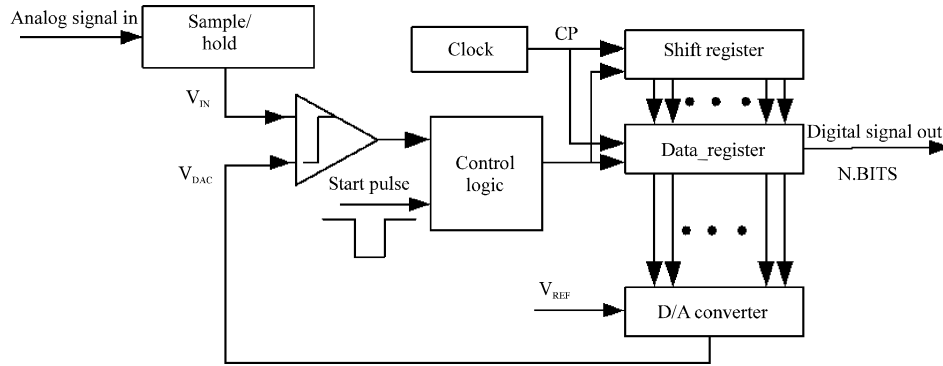 Analog signal in
Sample/
hold
Clock
CP
Shift register
V_IN
V_DAC
Start pulse
Control
logic
Data_register
Digital signal out
N.BITS
V_REF
D/A converter